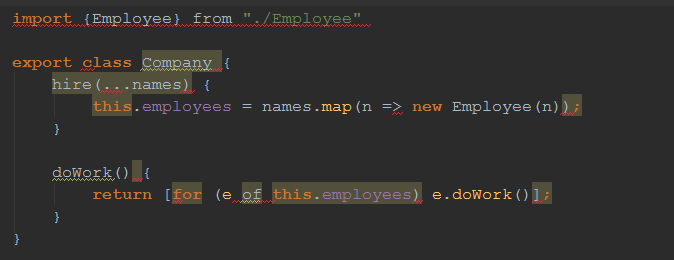 import {Employee} from "./Employee"
export class Company {
hire(...names) {
this.employees = names.map(n => new Employee(n));
}
doWork() {
return [for (e of this.employees) e.doWork()];
}
}